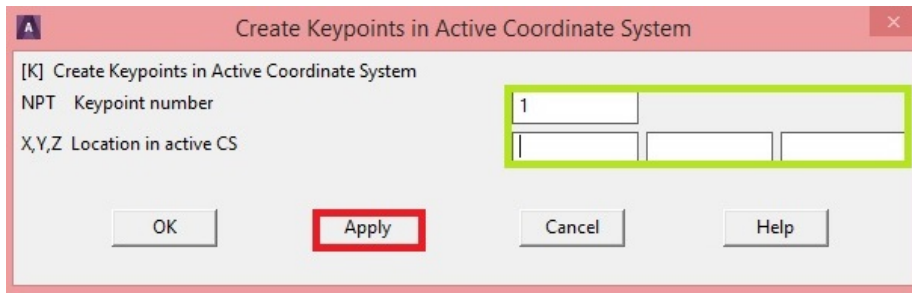 A
Create Keypoints in Active Coordinate System
[K] Create Keypoints in Active Coordinate System
NPT Keypoint number 1
X,Y,Z Location in active CS
OK Apply Cancel Help